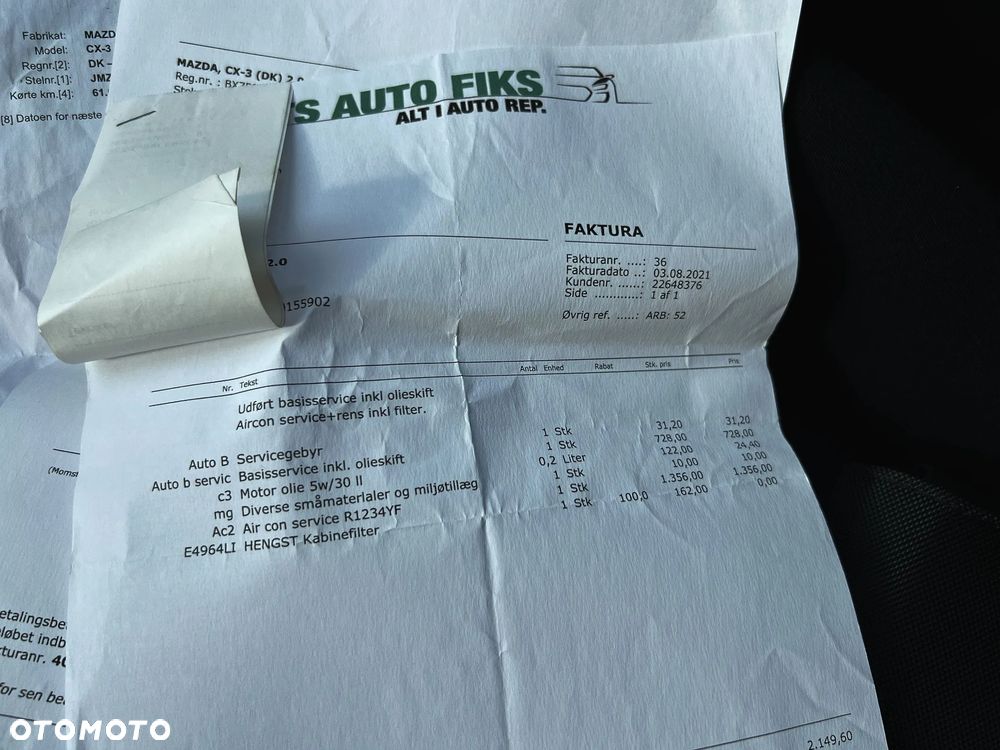 Fabrikat: MAZD
Model: CX-3
Regnr.[2]: DK
Stelnr.[1]: JMZ
Kørte km.[4]: 61.
[8] Datoen for næste
MAZDA, CX-3 (DK) 2.0
Reg.nr. :
S AUTO FIKS
ALT I AUTO REP.
2.0
155902
FAKTURA
Fakturanr. ....: 36
Fakturadato ..: 03.08.2021
Kundenr. ......: 22648376
Side ............: 1 af 1
Øvrig ref. .....: ARB: 52
Nr. Tekst Antal Enhed Rabat Stk. pris Pris
Udført basisservice inkl olieskift
Aircon service+rens inkl filter.
Auto B Servicegebyr 1 Stk 31,20 31,20
Auto b servic Basisservice inkl. olieskift 1 Stk 728,00 728,00
c3 Motor olie 5w/30 ll 0,2 Liter 122,00 24,40
mg Diverse småmaterialer og miljøtillæg 1 Stk 10,00 10,00
Ac2 Air con service R1234YF 1 Stk 1.356,00 1.356,00
E4964LI HENGST Kabinefilter 1 Stk 100,0 162,00 0,00
(Momst
etalingsbe
løbet indb
turanr. 40
for sen be
2.149,60
OTOMOTO